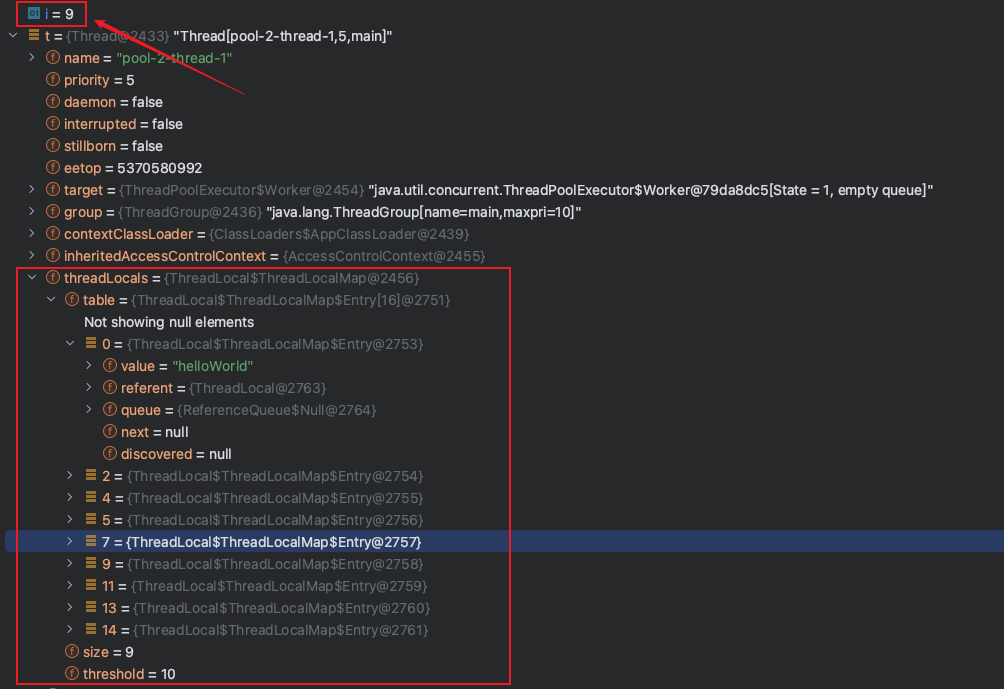 01 i = 9
t = {Thread@2433} "Thread[pool-2-thread-1,5,main]"
f name = "pool-2-thread-1"
f priority = 5
f daemon = false
f interrupted = false
f stillborn = false
f eetop = 5370580992
f target = {ThreadPoolExecutor$Worker@2454} "java.util.concurrent.ThreadPoolExecutor$Worker@79da8dc5[State = 1, empty queue]"
f group = {ThreadGroup@2436} "java.lang.ThreadGroup[name=main,maxpri=10]"
f contextClassLoader = {ClassLoaders$AppClassLoader@2439}
f inheritedAccessControlContext = {AccessControlContext@2455}
f threadLocals = {ThreadLocal$ThreadLocalMap@2456}
f table = {ThreadLocal$ThreadLocalMap$Entry[16]@2751}
Not showing null elements
0 = {ThreadLocal$ThreadLocalMap$Entry@2753}
f value = "helloWorld"
f referent = {ThreadLocal@2763}
f queue = {ReferenceQueue$Null@2764}
f next = null
f discovered = null
2 = {ThreadLocal$ThreadLocalMap$Entry@2754}
4 = {ThreadLocal$ThreadLocalMap$Entry@2755}
5 = {ThreadLocal$ThreadLocalMap$Entry@2756}
7 = {ThreadLocal$ThreadLocalMap$Entry@2757}
9 = {ThreadLocal$ThreadLocalMap$Entry@2758}
11 = {ThreadLocal$ThreadLocalMap$Entry@2759}
13 = {ThreadLocal$ThreadLocalMap$Entry@2760}
14 = {ThreadLocal$ThreadLocalMap$Entry@2761}
f size = 9
f threshold = 10